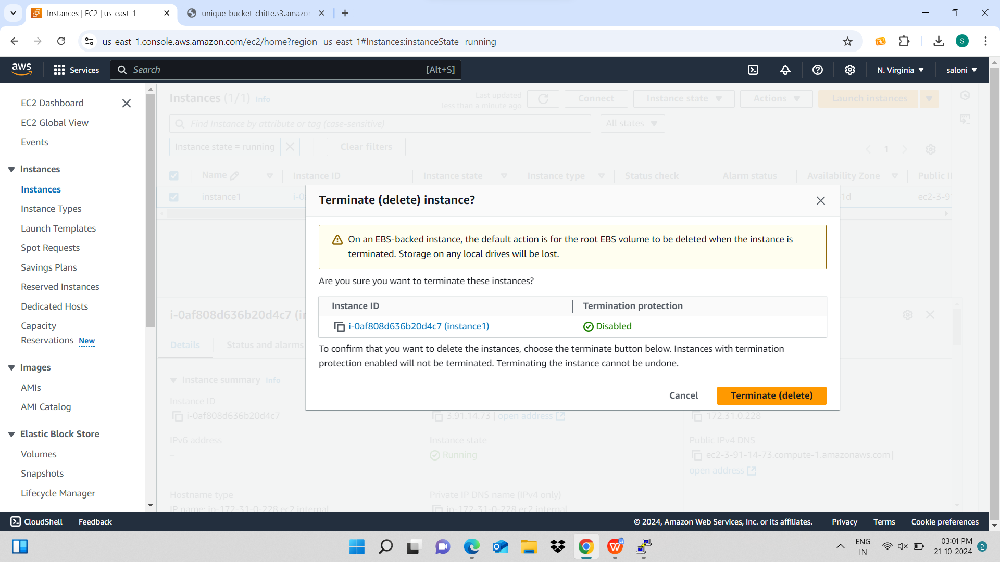 Instances | EC2 | us-east-1
unique-bucket-chitte.s3.amazo
us-east-1.console.aws.amazon.com/ec2/home?region=us-east-1#Instances:instanceState=running
S
aws
Services
Search
[Alt+S]
N. Virginia
saloni
EC2 Dashboard
EC2 Global View
Events
Instances
Instances
Instance Types
Launch Templates
Spot Requests
Savings Plans
Reserved Instances
Dedicated Hosts
Capacity
Reservations New
Images
AMIs
AMI Catalog
Elastic Block Store
Volumes
Snapshots
Lifecycle Manager
Instances (1/1) Info
Last updated
less than a minute ago
Connect
Instance state
Actions
Launch instances
Find Instance by attribute or tag (case-sensitive)
All states
Instance state = running
Clear filters
1
Name
Instance ID
Instance state
Instance type
Status check
Alarm status
Availability Zone
Public I
instance1
i-0
1d
ec2-3-91
Terminate (delete) instance?
On an EBS-backed instance, the default action is for the root EBS volume to be deleted when the instance is
terminated. Storage on any local drives will be lost.
Are you sure you want to terminate these instances?
Instance ID
Termination protection
i-0af808d636b20d4c7 (instance1)
Disabled
To confirm that you want to delete the instances, choose the terminate button below. Instances with termination
protection enabled will not be terminated. Terminating the instance cannot be undone.
Cancel
Terminate (delete)
i-0af808d636b20d4c7 (in
Details
Status and alarms
Instance summary Info
Instance ID
i-0af808d636b20d4c7
3.91.14.73 | open address
172.31.0.228
IPv6 address
–
Instance state
Running
Public IPv4 DNS
ec2-3-91-14-73.compute-1.amazonaws.com |
open address
Hostname type
IP name: ip-172-31-0-228.ec2.internal
Private IP DNS name (IPv4 only)
ip-172-31-0-228.ec2.internal
CloudShell
Feedback
© 2024, Amazon Web Services, Inc. or its affiliates.
Privacy
Terms
Cookie preferences
ENG
IN
03:01 PM
21-10-2024
2